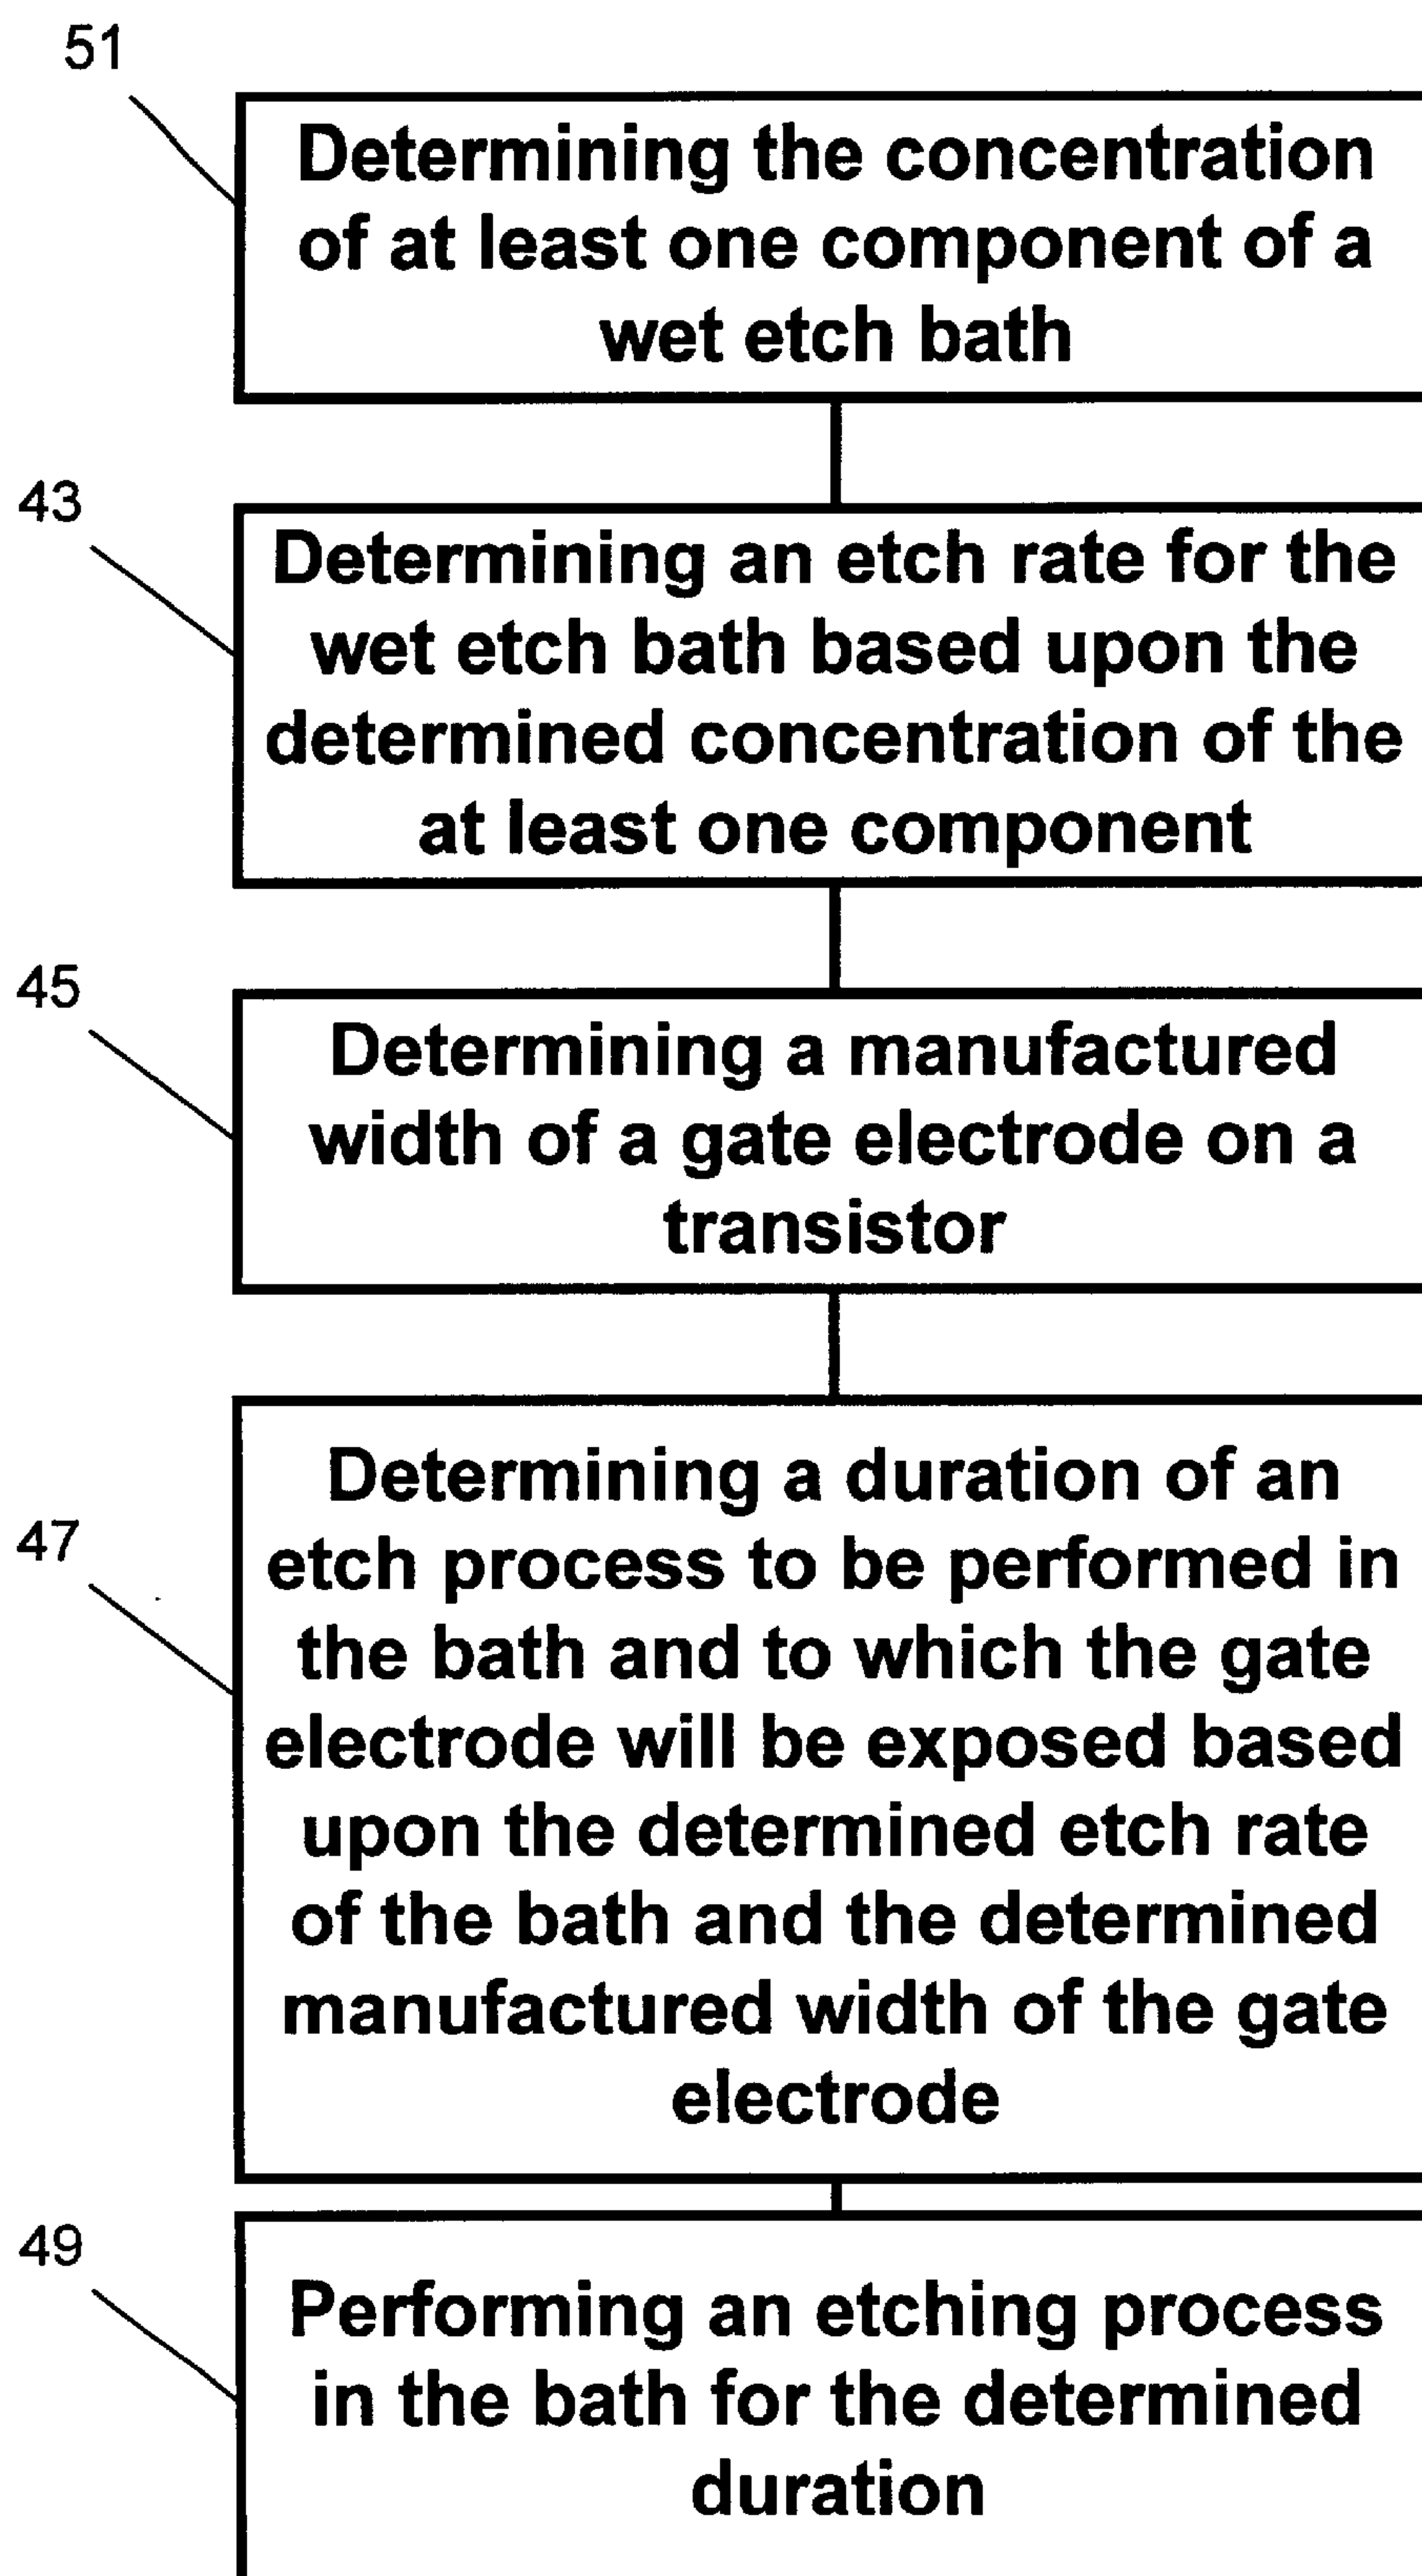 51
Determining the concentration
of at least one component of a
wet etch bath
43
Determining an etch rate for the
wet etch bath based upon the
determined concentration of the
at least one component
45
Determining a manufactured
width of a gate electrode on a
transistor
47
Determining a duration of an
etch process to be performed in
the bath and to which the gate
electrode will be exposed based
upon the determined etch rate
of the bath and the determined
manufactured width of the gate
electrode
49
Performing an etching process
in the bath for the determined
duration